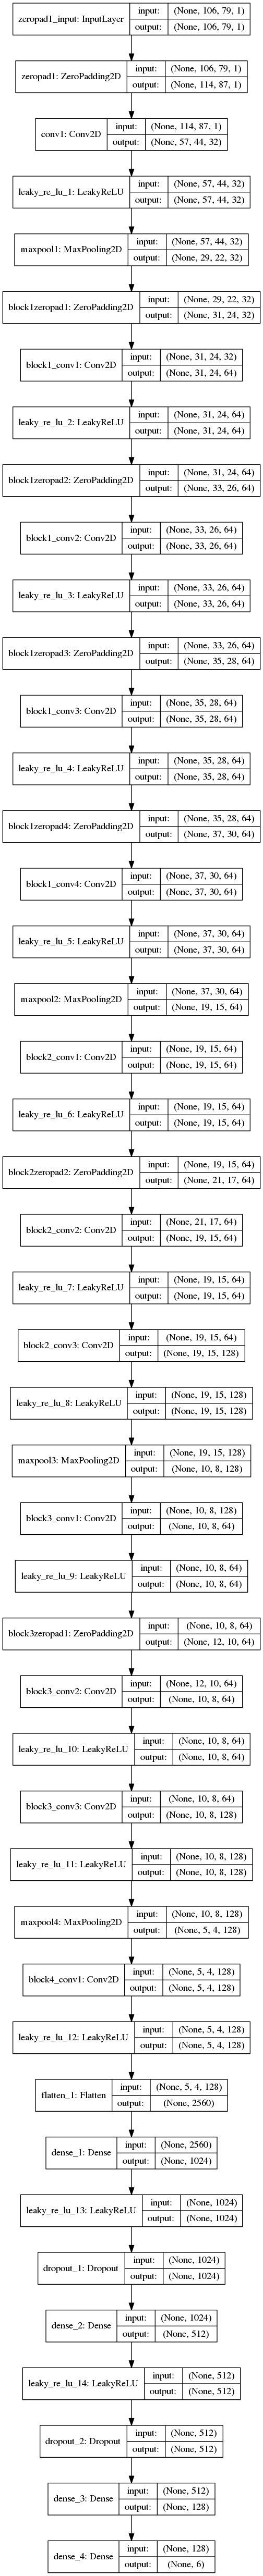 zeropad1_input: InputLayer
input: (None, 106, 79, 1)
output: (None, 106, 79, 1)
zeropad1: ZeroPadding2D
input: (None, 106, 79, 1)
output: (None, 114, 87, 1)
conv1: Conv2D
input: (None, 114, 87, 1)
output: (None, 57, 44, 32)
leaky_re_lu_1: LeakyReLU
input: (None, 57, 44, 32)
output: (None, 57, 44, 32)
maxpool1: MaxPooling2D
input: (None, 57, 44, 32)
output: (None, 29, 22, 32)
block1zeropad1: ZeroPadding2D
input: (None, 29, 22, 32)
output: (None, 31, 24, 32)
block1_conv1: Conv2D
input: (None, 31, 24, 32)
output: (None, 31, 24, 64)
leaky_re_lu_2: LeakyReLU
input: (None, 31, 24, 64)
output: (None, 31, 24, 64)
block1zeropad2: ZeroPadding2D
input: (None, 31, 24, 64)
output: (None, 33, 26, 64)
block1_conv2: Conv2D
input: (None, 33, 26, 64)
output: (None, 33, 26, 64)
leaky_re_lu_3: LeakyReLU
input: (None, 33, 26, 64)
output: (None, 33, 26, 64)
block1zeropad3: ZeroPadding2D
input: (None, 33, 26, 64)
output: (None, 35, 28, 64)
block1_conv3: Conv2D
input: (None, 35, 28, 64)
output: (None, 35, 28, 64)
leaky_re_lu_4: LeakyReLU
input: (None, 35, 28, 64)
output: (None, 35, 28, 64)
block1zeropad4: ZeroPadding2D
input: (None, 35, 28, 64)
output: (None, 37, 30, 64)
block1_conv4: Conv2D
input: (None, 37, 30, 64)
output: (None, 37, 30, 64)
leaky_re_lu_5: LeakyReLU
input: (None, 37, 30, 64)
output: (None, 37, 30, 64)
maxpool2: MaxPooling2D
input: (None, 37, 30, 64)
output: (None, 19, 15, 64)
block2_conv1: Conv2D
input: (None, 19, 15, 64)
output: (None, 19, 15, 64)
leaky_re_lu_6: LeakyReLU
input: (None, 19, 15, 64)
output: (None, 19, 15, 64)
block2zeropad2: ZeroPadding2D
input: (None, 19, 15, 64)
output: (None, 21, 17, 64)
block2_conv2: Conv2D
input: (None, 21, 17, 64)
output: (None, 19, 15, 64)
leaky_re_lu_7: LeakyReLU
input: (None, 19, 15, 64)
output: (None, 19, 15, 64)
block2_conv3: Conv2D
input: (None, 19, 15, 64)
output: (None, 19, 15, 128)
leaky_re_lu_8: LeakyReLU
input: (None, 19, 15, 128)
output: (None, 19, 15, 128)
maxpool3: MaxPooling2D
input: (None, 19, 15, 128)
output: (None, 10, 8, 128)
block3_conv1: Conv2D
input: (None, 10, 8, 128)
output: (None, 10, 8, 64)
leaky_re_lu_9: LeakyReLU
input: (None, 10, 8, 64)
output: (None, 10, 8, 64)
block3zeropad1: ZeroPadding2D
input: (None, 10, 8, 64)
output: (None, 12, 10, 64)
block3_conv2: Conv2D
input: (None, 12, 10, 64)
output: (None, 10, 8, 64)
leaky_re_lu_10: LeakyReLU
input: (None, 10, 8, 64)
output: (None, 10, 8, 64)
block3_conv3: Conv2D
input: (None, 10, 8, 64)
output: (None, 10, 8, 128)
leaky_re_lu_11: LeakyReLU
input: (None, 10, 8, 128)
output: (None, 10, 8, 128)
maxpool4: MaxPooling2D
input: (None, 10, 8, 128)
output: (None, 5, 4, 128)
block4_conv1: Conv2D
input: (None, 5, 4, 128)
output: (None, 5, 4, 128)
leaky_re_lu_12: LeakyReLU
input: (None, 5, 4, 128)
output: (None, 5, 4, 128)
flatten_1: Flatten
input: (None, 5, 4, 128)
output: (None, 2560)
dense_1: Dense
input: (None, 2560)
output: (None, 1024)
leaky_re_lu_13: LeakyReLU
input: (None, 1024)
output: (None, 1024)
dropout_1: Dropout
input: (None, 1024)
output: (None, 1024)
dense_2: Dense
input: (None, 1024)
output: (None, 512)
leaky_re_lu_14: LeakyReLU
input: (None, 512)
output: (None, 512)
dropout_2: Dropout
input: (None, 512)
output: (None, 512)
dense_3: Dense
input: (None, 512)
output: (None, 128)
dense_4: Dense
input: (None, 128)
output: (None, 6)